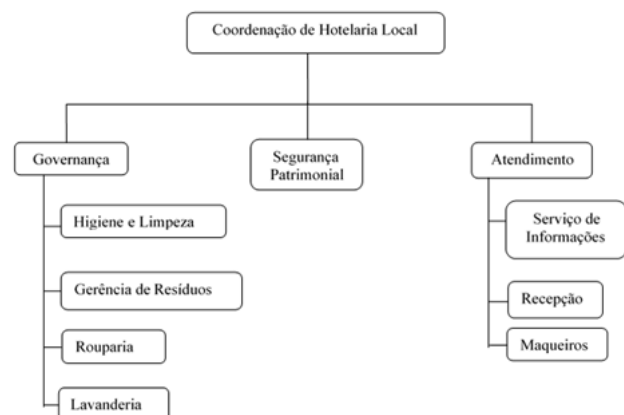 Coordenação de Hotelaria Local
Governança
Segurança
Patrimonial
Atendimento
Higiene e Limpeza
Gerência de Resíduos
Rouparia
Lavanderia
Serviço de
Informações
Recepção
Maqueiros